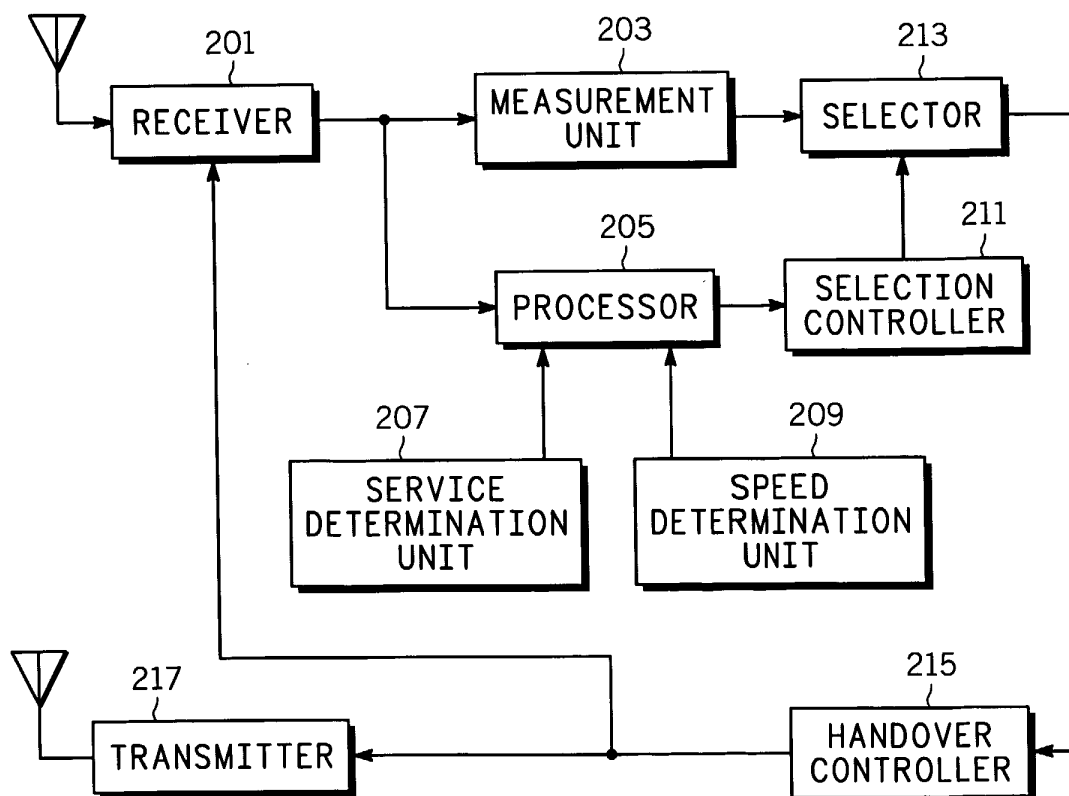 201
RECEIVER
203
MEASUREMENT
UNIT
213
SELECTOR
205
PROCESSOR
211
SELECTION
CONTROLLER
207
SERVICE
DETERMINATION
UNIT
209
SPEED
DETERMINATION
UNIT
217
TRANSMITTER
215
HANDOVER
CONTROLLER